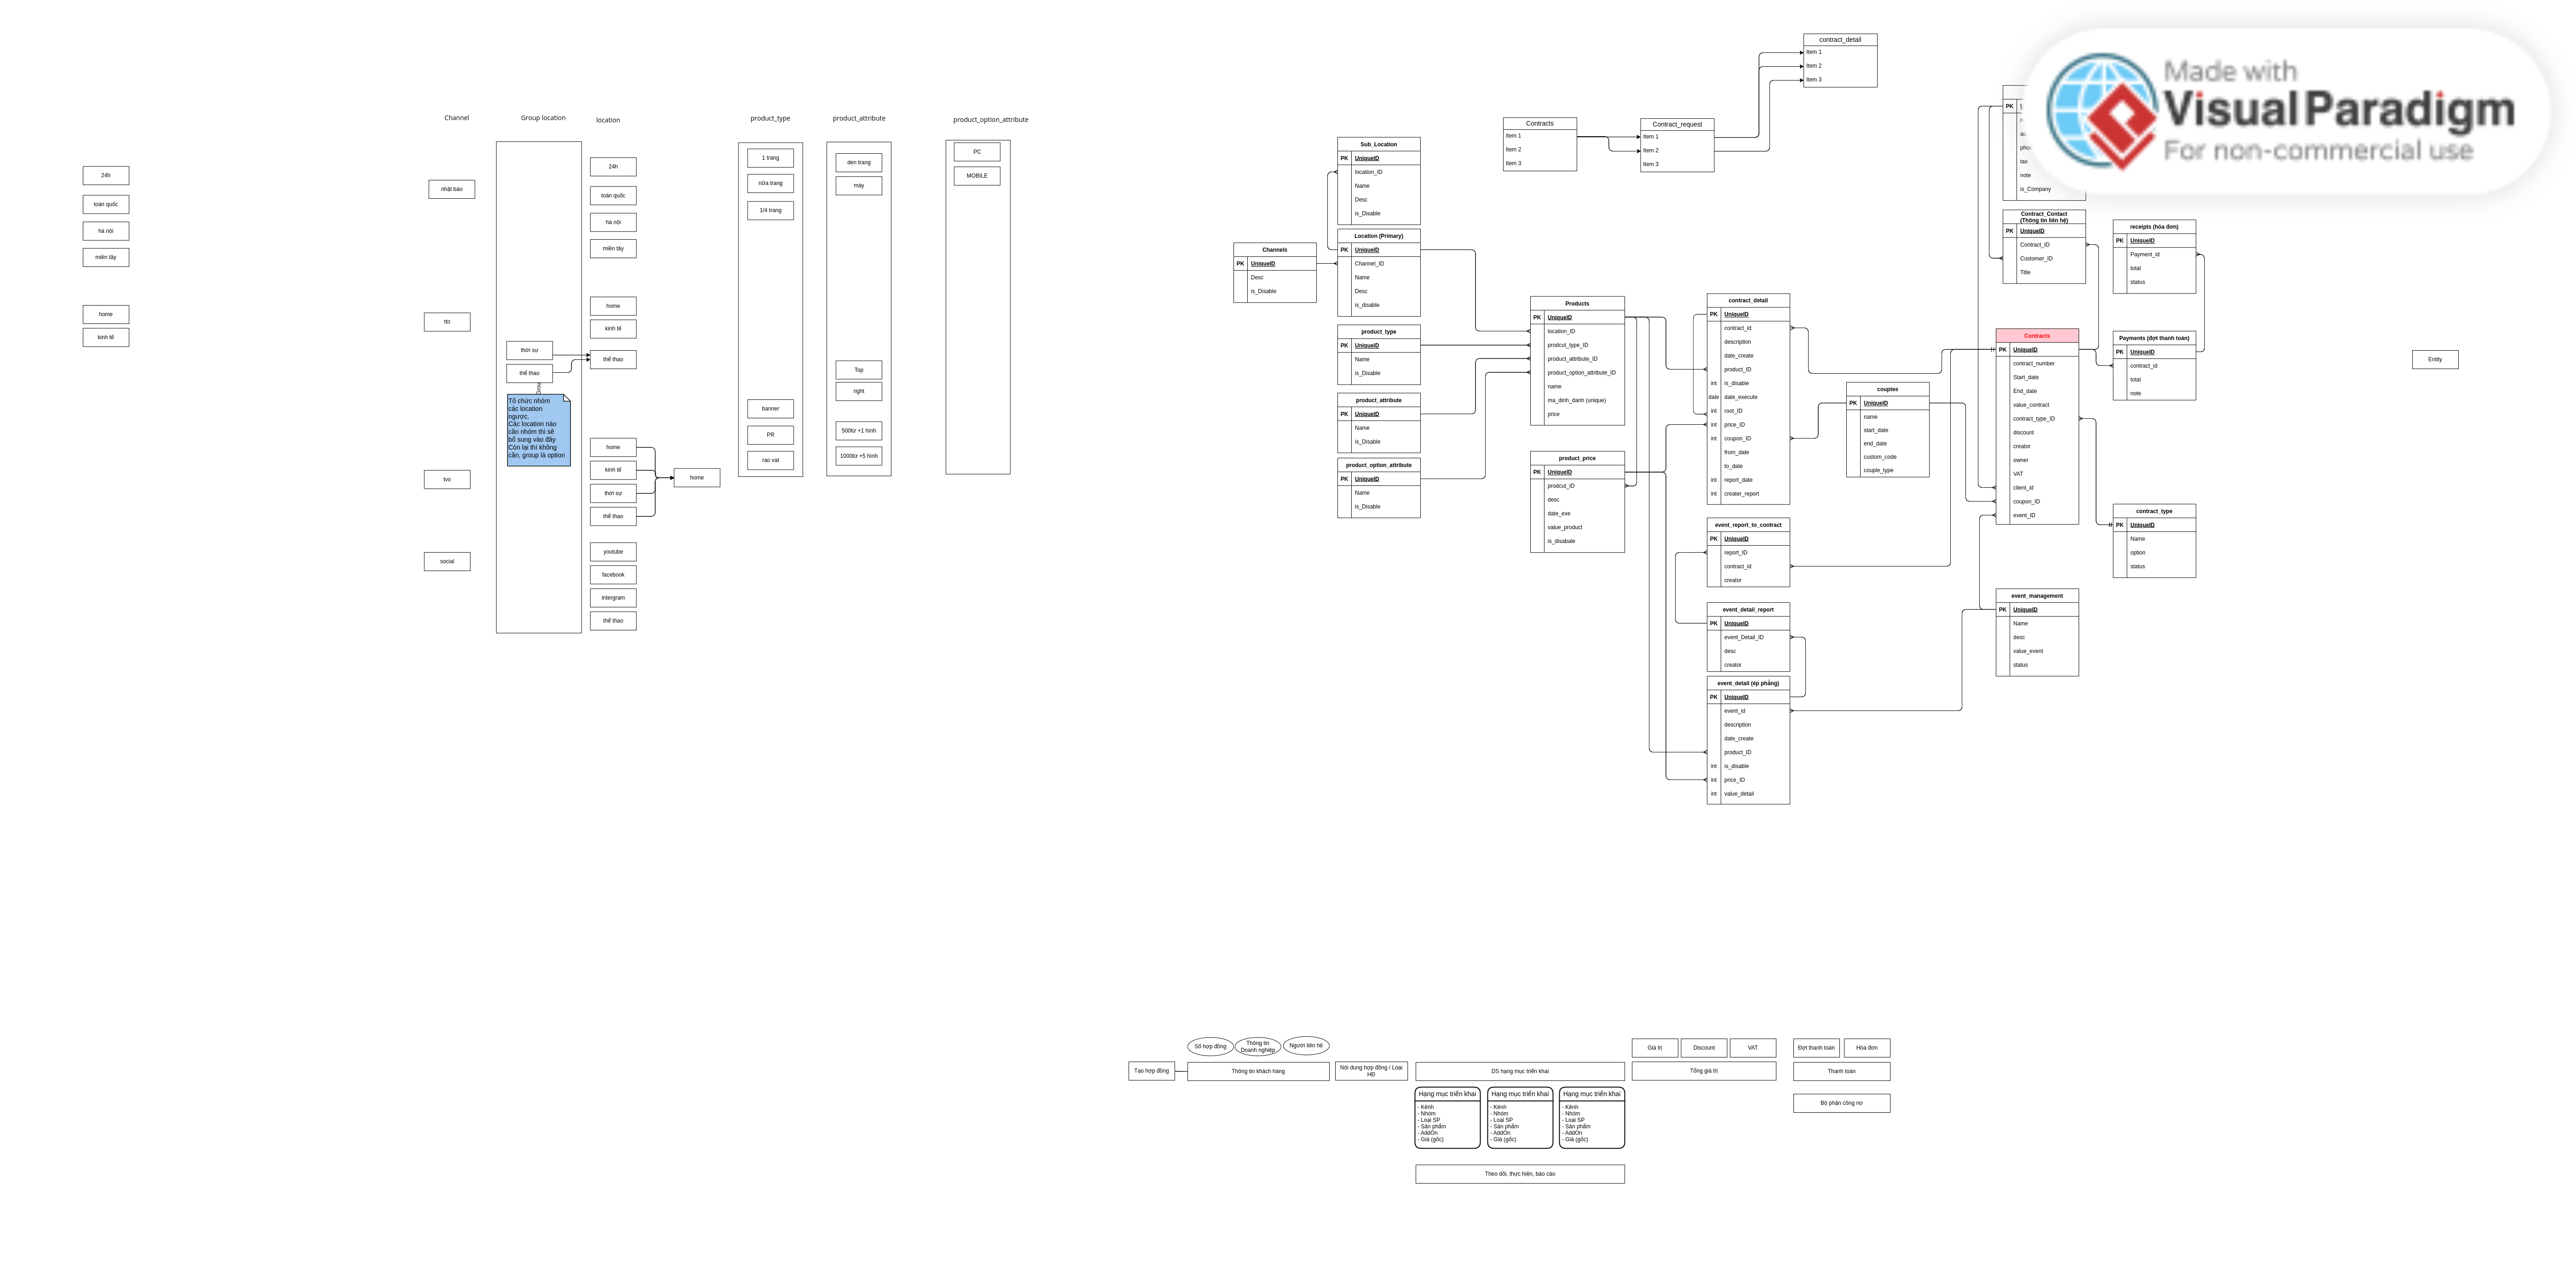 Made with
Visual Paradigm
For non-commercial use
24h
toàn quốc
hà nội
miền tây
home
kinh tế
Channel
nhật báo
tto
tvo
social
Group location
thời sự
thể thao
Grou
Tổ chức nhóm
các location
ngược.
Các location nào
cần nhóm thì sẽ
bổ sung vào đây
Còn lại thì không
cần, group là option
location
24h
toàn quốc
hà nội
miền tây
home
kinh tế
thể thao
home
kinh tế
thời sự
thể thao
home
youtube
facebook
intergram
thể thao
product_type
1 trang
nữa trang
1/4 trang
banner
PR
rao vat
product_attribute
den trang
máy
Top
right
500từ +1 hình
1000từ +5 hình
product_option_attribute
PC
MOBILE
contract_detail
Item 1
Item 2
Item 3
Contracts
Item 1
Item 2
Item 3
Contract_request
Item 1
Item 2
Item 3
Sub_Location
PK UniqueID
location_ID
Name
Desc
is_Disable
Channels
PK UniqueID
Desc
is_Disable
Location (Primary)
PK UniqueID
Channel_ID
Name
Desc
is_disable
product_type
PK UniqueID
Name
is_Disable
product_attribute
PK UniqueID
Name
is_Disable
product_option_attribute
PK UniqueID
Name
is_Disable
Products
PK UniqueID
location_ID
prodcut_type_ID
product_attribute_ID
product_option_attribute_ID
name
ma_dinh_danh (unique)
price
product_price
PK UniqueID
prodcut_ID
desc
date_exe
value_product
is_disabale
contract_detail
PK UniqueID
contract_id
description
date_create
product_ID
int is_disable
date date_execute
int root_ID
int price_ID
int coupon_ID
from_date
to_date
int report_date
int creater_report
event_report_to_contract
PK UniqueID
report_ID
contract_id
creator
event_detail_report
PK UniqueID
event_Detail_ID
desc
creator
event_detail (ép phẳng)
PK UniqueID
event_id
description
date_create
product_ID
int is_disable
int price_ID
int value_detail
couptes
PK UniqueID
name
start_date
end_date
custom_code
couple_type
PK
tax
note
is_Company
Contract_Contact
(Thông tin liên hệ)
PK UniqueID
Contract_ID
Customer_ID
Title
receipts (hóa đơn)
PK UniqueID
Payment_id
total
status
Contracts
PK UniqueID
contract_number
Start_date
End_date
value_contract
contract_type_ID
discount
creator
owner
VAT
client_id
coupon_ID
event_ID
Payments (đợt thanh toán)
PK UniqueID
contract_id
total
note
contract_type
PK UniqueID
Name
option
status
event_management
PK UniqueID
Name
desc
value_event
status
Entity
Số hợp đồng
Thông tin
Doanh nghiệp
Người liên hệ
Tạo hợp đồng
Thông tin khách hàng
Nội dung hợp đồng / Loại
HĐ
DS hạng mục triển khai
Hạng mục triển khai
- Kênh
- Nhóm
- Loại SP
- Sản phẩm
- AddOn
- Giá (gốc)
Hạng mục triển khai
- Kênh
- Nhóm
- Loại SP
- Sản phẩm
- AddOn
- Giá (gốc)
Hạng mục triển khai
- Kênh
- Nhóm
- Loại SP
- Sản phẩm
- AddOn
- Giá (gốc)
Theo dõi, thực hiện, báo cáo
Giá trị
Discount
VAT
Tổng giá trị
Đợt thanh toán
Hóa đơn
Thanh toán
Bộ phận công nợ